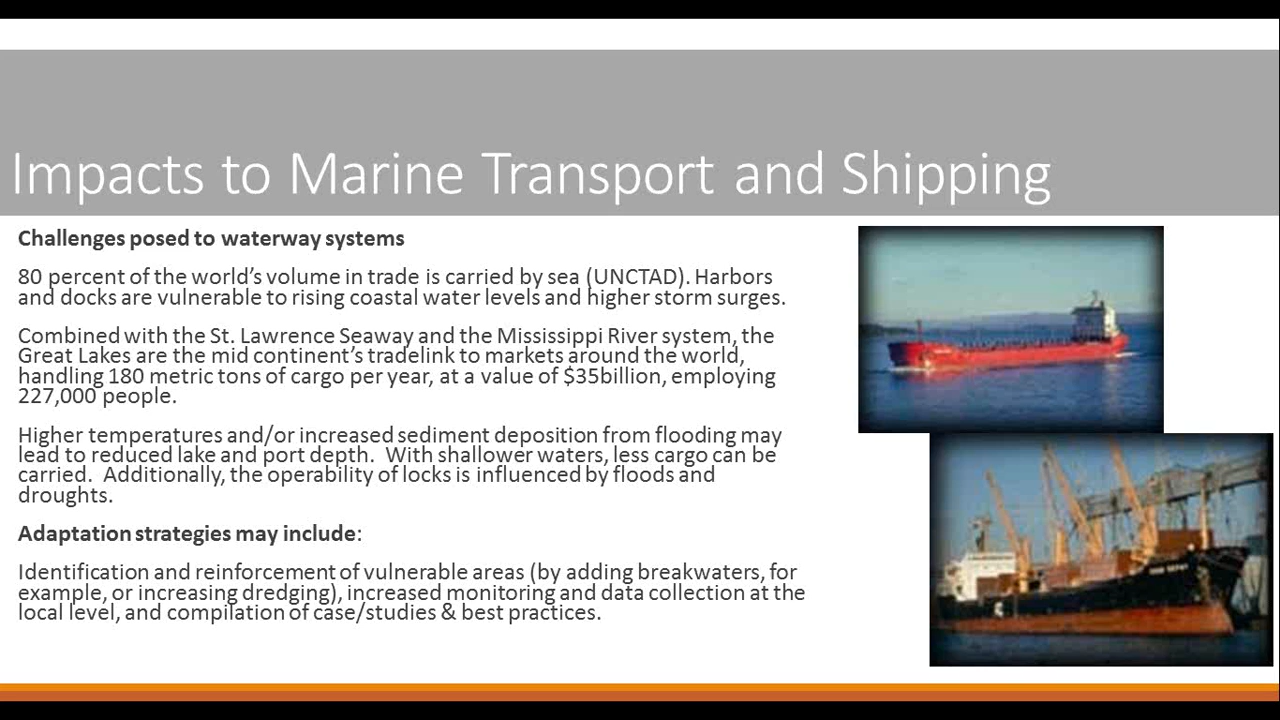 Impacts to Marine Transport and Shipping
Challenges posed to waterway systems
80 percent of the world’s volume in trade is carried by sea (UNCTAD). Harbors
and docks are vulnerable to rising coastal water levels and higher storm surges.
Combined with the St. Lawrence Seaway and the Mississippi River system, the
Great Lakes are the mid continent’s tradelink to markets around the world,
handling 180 metric tons of cargo per year, at a value of $35billion, employing
227,000 people.
Higher temperatures and/or increased sediment deposition from flooding may
lead to reduced lake and port depth.  With shallower waters, less cargo can be
carried.  Additionally, the operability of locks is influenced by floods and
droughts.
Adaptation strategies may include:
Identification and reinforcement of vulnerable areas (by adding breakwaters, for
example, or increasing dredging), increased monitoring and data collection at the
local level, and compilation of case/studies & best practices.